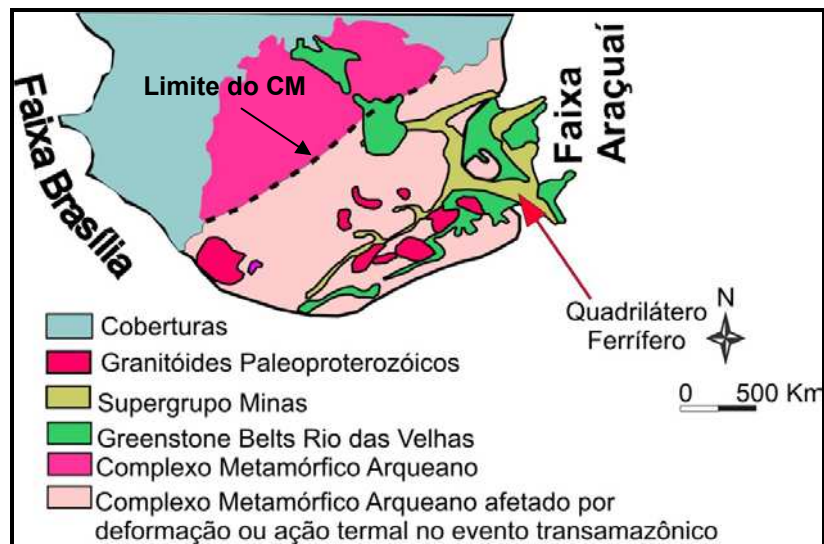 Limite do CM
Faixa Brasília
Faixa
Araçuaí
Quadrilátero
Ferrífero
N
0 500 Km
Coberturas
Granitóides Paleoproterozóicos
Supergrupo Minas
Greenstone Belts Rio das Velhas
Complexo Metamórfico Arqueano
Complexo Metamórfico Arqueano afetado por
deformação ou ação termal no evento transamazônico